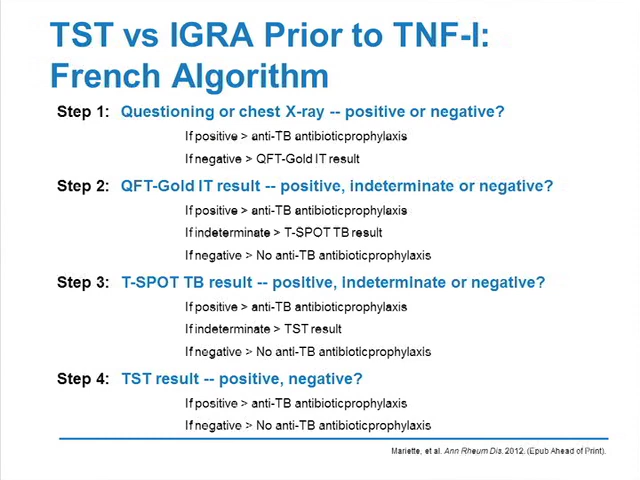 TST vs IGRA Prior to TNF-I:
French Algorithm
Step 1: Questioning or chest X-ray -- positive or negative?
If positive > anti-TB antibioticprophylaxis
If negative > QFT-Gold IT result
Step 2: QFT-Gold IT result -- positive, indeterminate or negative?
If positive > anti-TB antibioticprophylaxis
If indeterminate > T-SPOT TB result
If negative > No anti-TB antibioticprophylaxis
Step 3: T-SPOT TB result -- positive, indeterminate or negative?
If positive > anti-TB antibioticprophylaxis
If indeterminate > TST result
If negative > No anti-TB antibioticprophylaxis
Step 4: TST result -- positive, negative?
If positive > anti-TB antibioticprophylaxis
If negative > No anti-TB antibioticprophylaxis
Mariette, et al. Ann Rheum Dis. 2012. (Epub Ahead of Print).